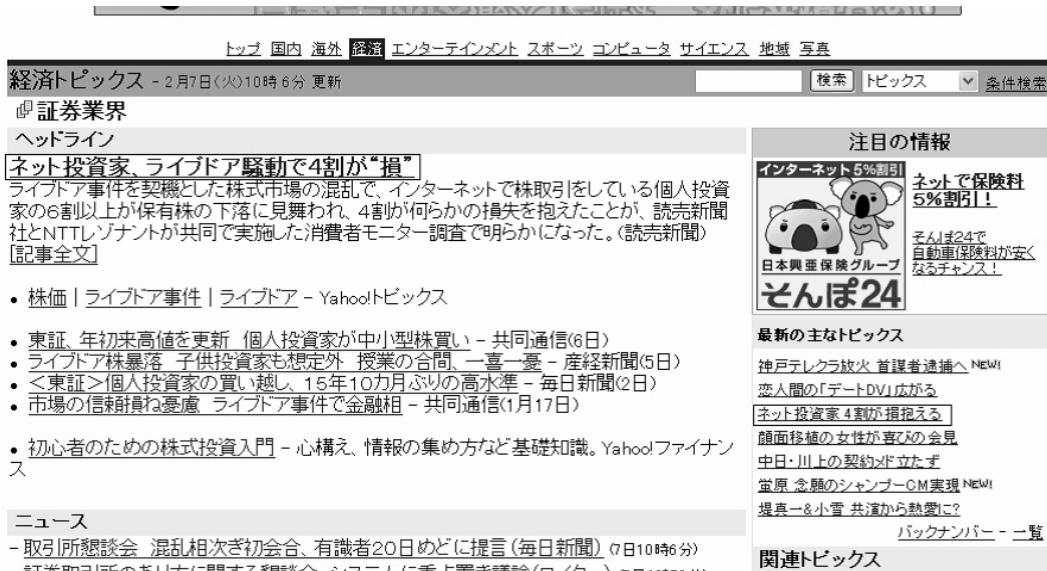 トップ 国内 海外 経済 エンターテインメント スポーツ コンピュータ サイエンス 地域 写真
経済トピックス - 2月7日(火)10時6分 更新
検索 トピックス 条件検索
証券業界
ヘッドライン
ネット投資家、ライブドア騒動で4割が“損”
ライブドア事件を契機とした株式市場の混乱で、インターネットで株取引をしている個人投資
家の6割以上が保有株の下落に見舞われ、4割が何らかの損失を抱えたことが、読売新聞
社とNTTレゾナントが共同で実施した消費者モニター調査で明らかになった。(読売新聞)
[記事全文]
• 株価 | ライブドア事件 | ライブドア - Yahoo!トピックス
• 東証、年初来高値を更新 個人投資家が中小型株買い - 共同通信(6日)
• ライブドア株暴落 子供投資家も想定外 授業の合間、一喜一憂 - 産経新聞(5日)
• <東証>個人投資家の買い越し、15年10カ月ぶりの高水準 - 毎日新聞(2日)
• 市場の信頼損ね憂慮 ライブドア事件で金融相 - 共同通信(1月17日)
• 初心者のための株式投資入門 - 心構え、情報の集め方など基礎知識。Yahoo!ファイナン
ス
ニュース
- 取引所懇談会 混乱相次ぎ初会合、有識者20日めどに提言(毎日新聞) (7日10時6分)
注目の情報
インターネット5%割引
日本興亜保険グループ
そんぽ24
ネットで保険料
5%割引!
そんぽ24で
自動車保険料が安く
なるチャンス!
最新の主なトピックス
神戸テレクラ放火 首謀者逮捕へ NEW!
恋人間の「デートDV」広がる
ネット投資家 4割が損抱える
顔面移植の女性が喜びの会見
中日・川上の契約メド立たず
蛍原 念願のシャンプーCM実現 NEW!
堤真一&小雪 共演から熱愛に?
バックナンバー - 一覧
関連トピックス